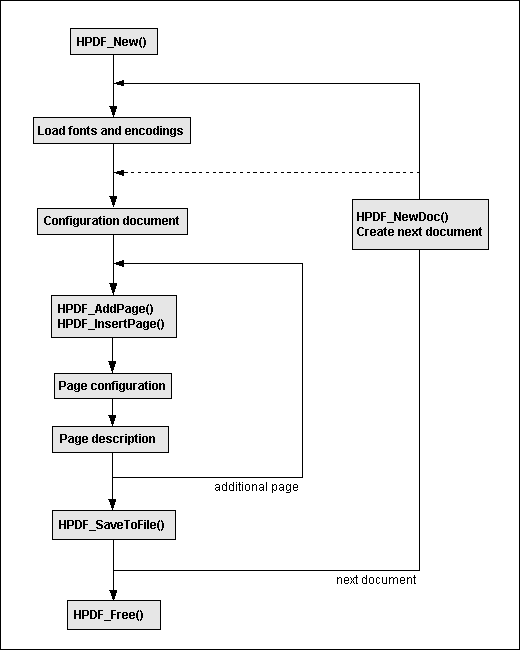 HPDF_New()
Load fonts and encodings
Configuration document
HPDF_NewDoc()
Create next document
HPDF_AddPage()
HPDF_InsertPage()
Page configuration
Page description
additional page
HPDF_SaveToFile()
next document
HPDF_Free()